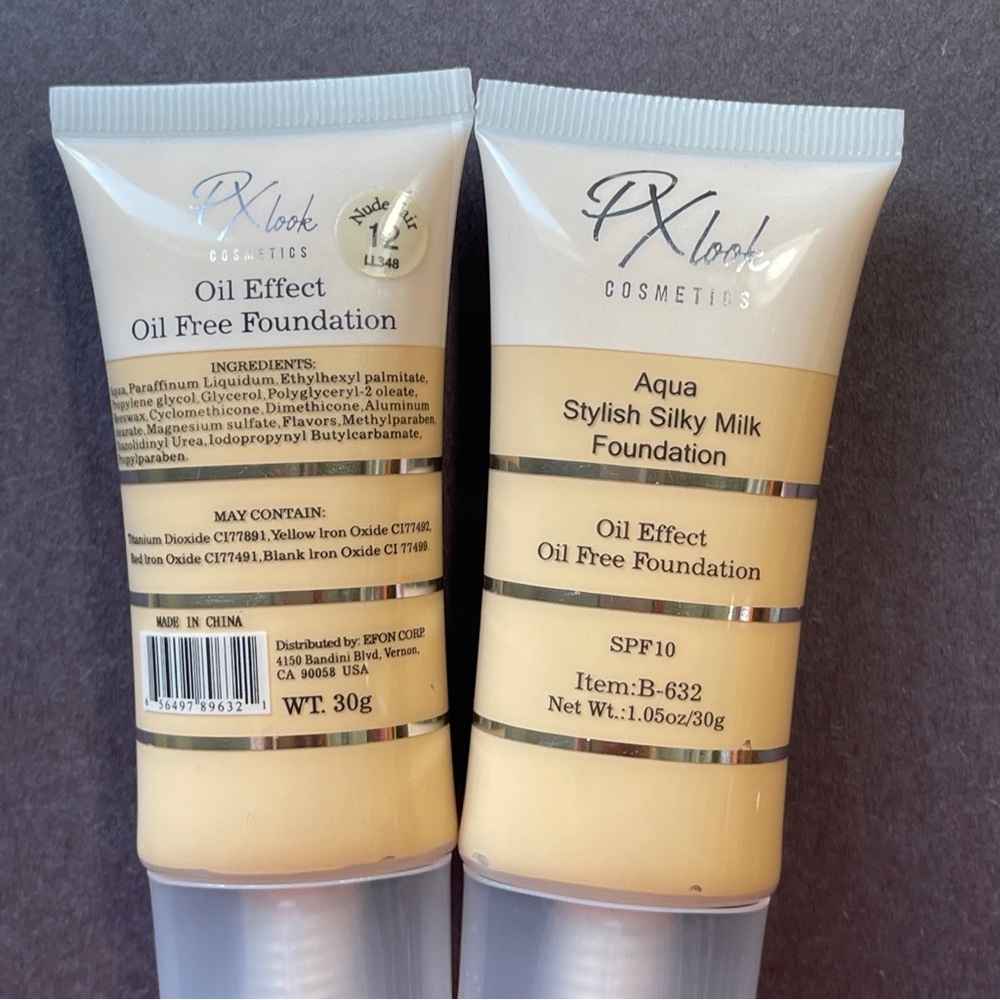 PXlook
COSMETICS
Nude
12
LL348
Oil Effect
Oil Free Foundation
INGREDIENTS:
Paraffinum Liquidum, Ethylhexyl palmitate,
glycol, Glycerol, Polyglyceryl-2 oleate,
Cyclomethicone, Dimethicone, Aluminum
Magnesium sulfate, Flavors, Methylparaben,
Urea, Iodopropynyl Butylcarbamate,
MAY CONTAIN:
Dioxide CI77891, Yellow Iron Oxide CI77492,
Iron Oxide CI77491, Blank Iron Oxide CI 77499.
MADE IN CHINA
Distributed by: EFON CORP.
4150 Bandini Blvd, Vernon,
CA 90058 USA
56497 89632 1
WT. 30g
PXlook
COSMETICS
Aqua
Stylish Silky Milk
Foundation
Oil Effect
Oil Free Foundation
SPF10
Item:B-632
Net Wt.:1.05oz/30g